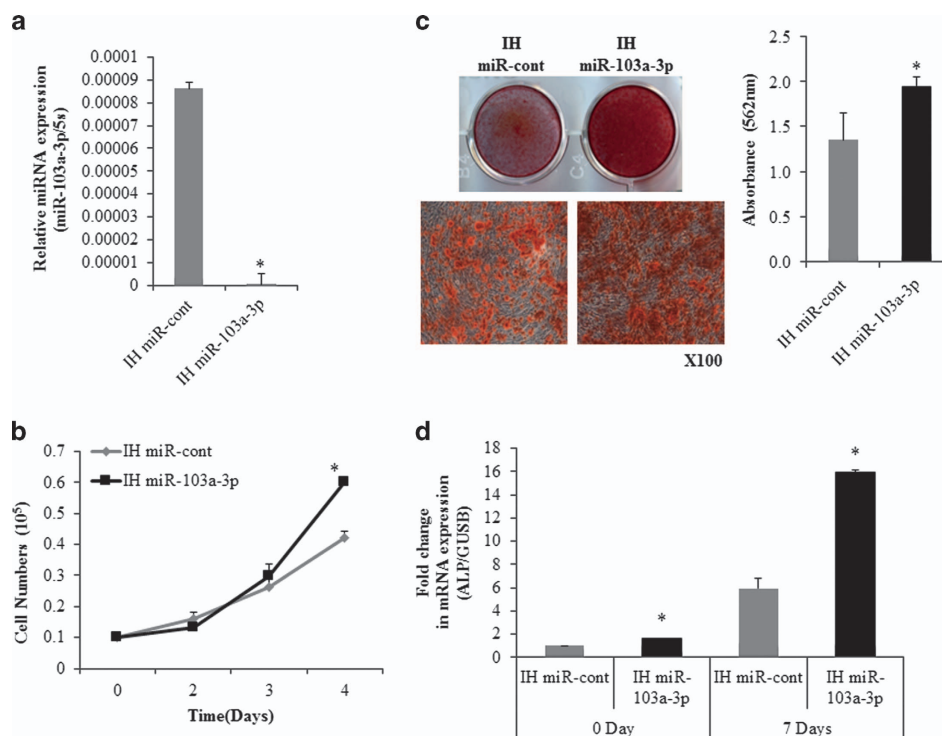 a
Relative miRNA expression
(miR-103a-3p/5s)
0.0001
0.00009
0.00008
0.00007
0.00006
0.00005
0.00004
0.00003
0.00002
0.00001
0
*
IH miR-cont
IH miR-103a-3p
c
IH
miR-cont
IH
miR-103a-3p
B4
C4
X100
Absorbance (562nm)
2.5
2.0
1.5
1.0
0.5
0.0
*
IH miR-cont
IH miR-103a-3p
b
Cell Numbers (10⁵)
0.7
0.6
0.5
0.4
0.3
0.2
0.1
0
IH miR-cont
IH miR-103a-3p
*
0 2 3 4
Time(Days)
d
Fold change
in mRNA expression
(ALP/GUSB)
18
16
14
12
10
8
6
4
2
0
*
*
IH miR-cont
IH miR-
103a-3p
IH miR-cont
IH miR-
103a-3p
0 Day
7 Days